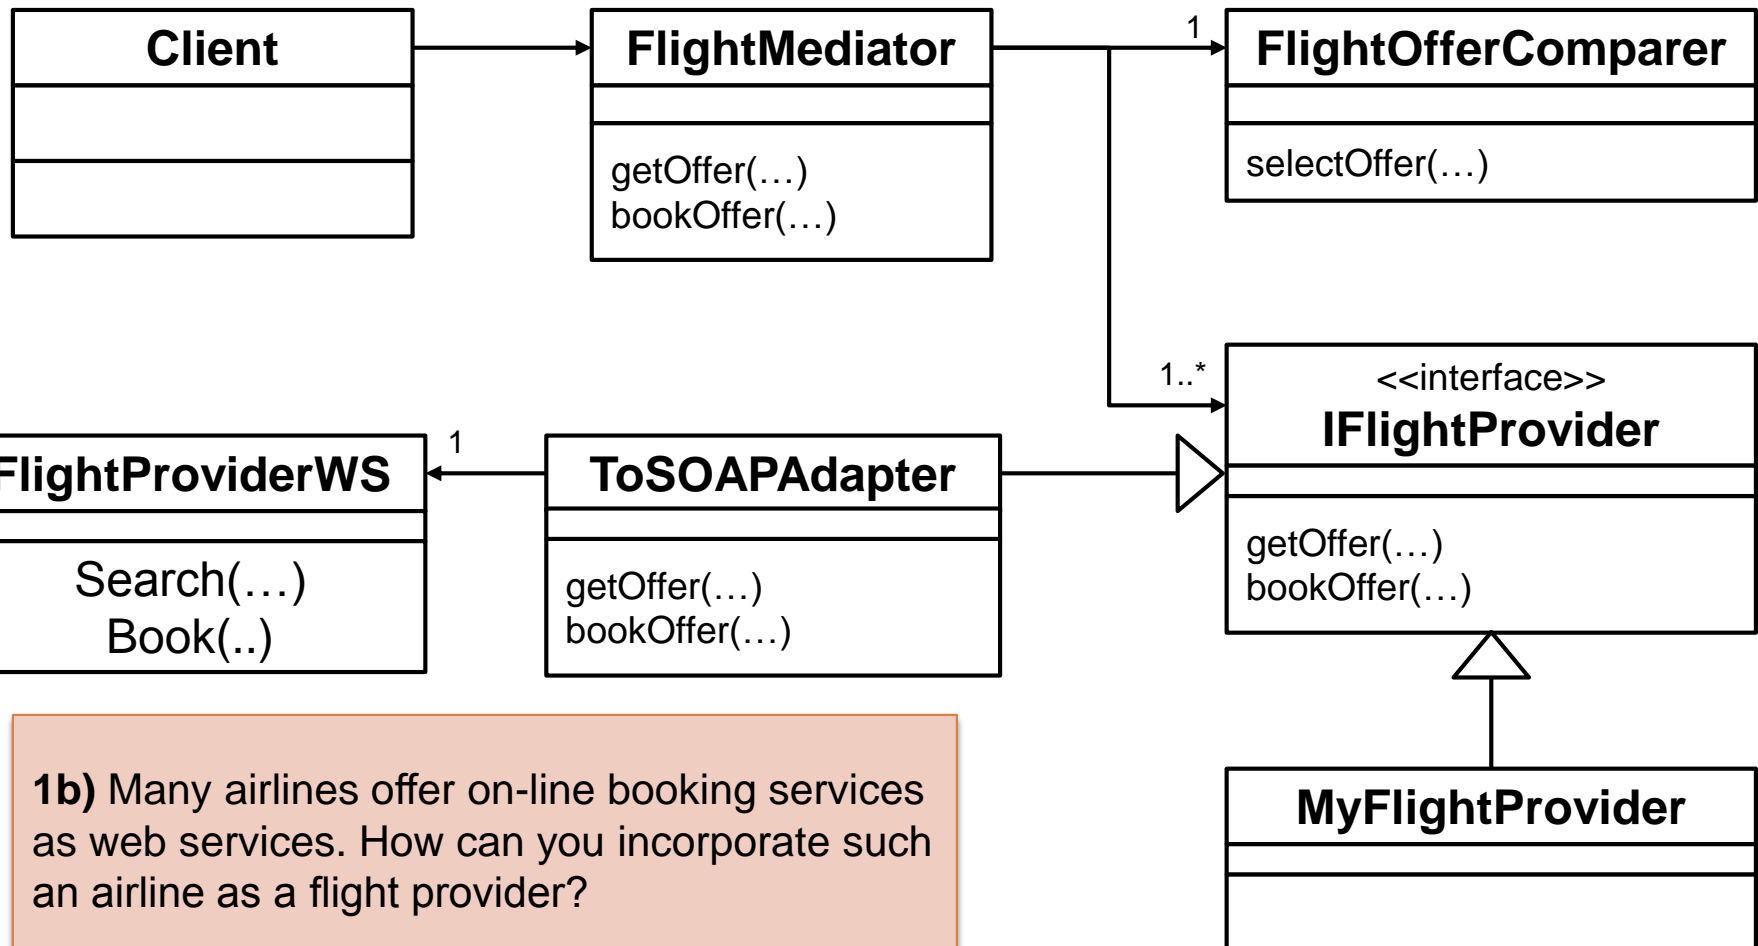 Client
FlightMediator
getOffer(…)
bookOffer(…)
1
FlightOfferComparer
selectOffer(…)
1..*
<<interface>>
IFlightProvider
getOffer(…)
bookOffer(…)
FlightProviderWS
Search(…)
Book(..)
1
ToSOAPAdapter
getOffer(…)
bookOffer(…)
MyFlightProvider
1b) Many airlines offer on-line booking services
as web services. How can you incorporate such
an airline as a flight provider?